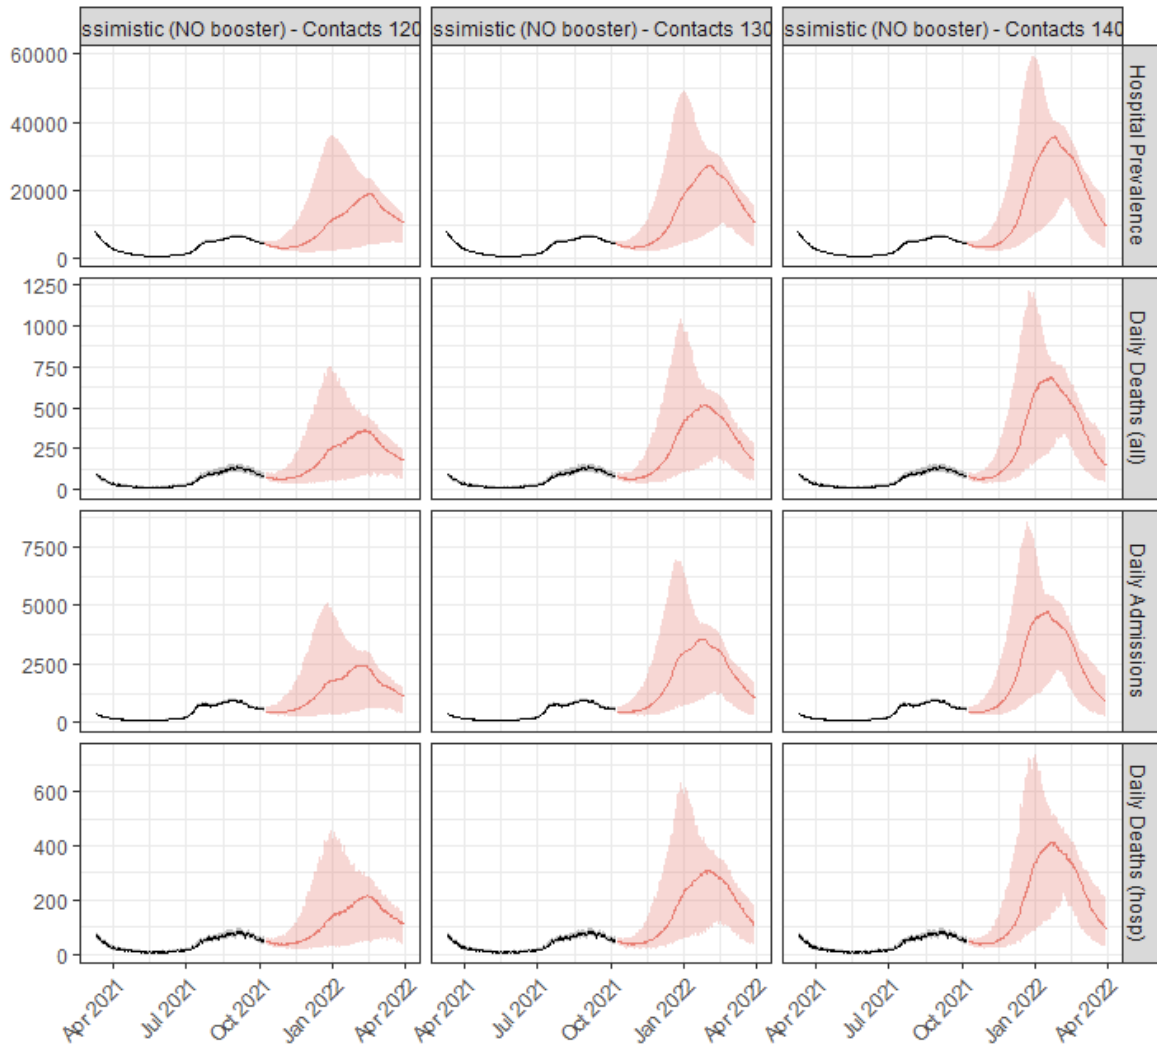 ssimistic (NO booster) - Contacts 120
ssimistic (NO booster) - Contacts 130
ssimistic (NO booster) - Contacts 140
60000
40000
20000
0
Hospital Prevalence
1250
1000
750
500
250
0
Daily Deaths (all)
7500
5000
2500
0
Daily Admissions
600
400
200
0
Daily Deaths (hosp)
Apr 2021
Jul 2021
Oct 2021
Jan 2022
Apr 2022
Apr 2021
Jul 2021
Oct 2021
Jan 2022
Apr 2022
Apr 2021
Jul 2021
Oct 2021
Jan 2022
Apr 2022